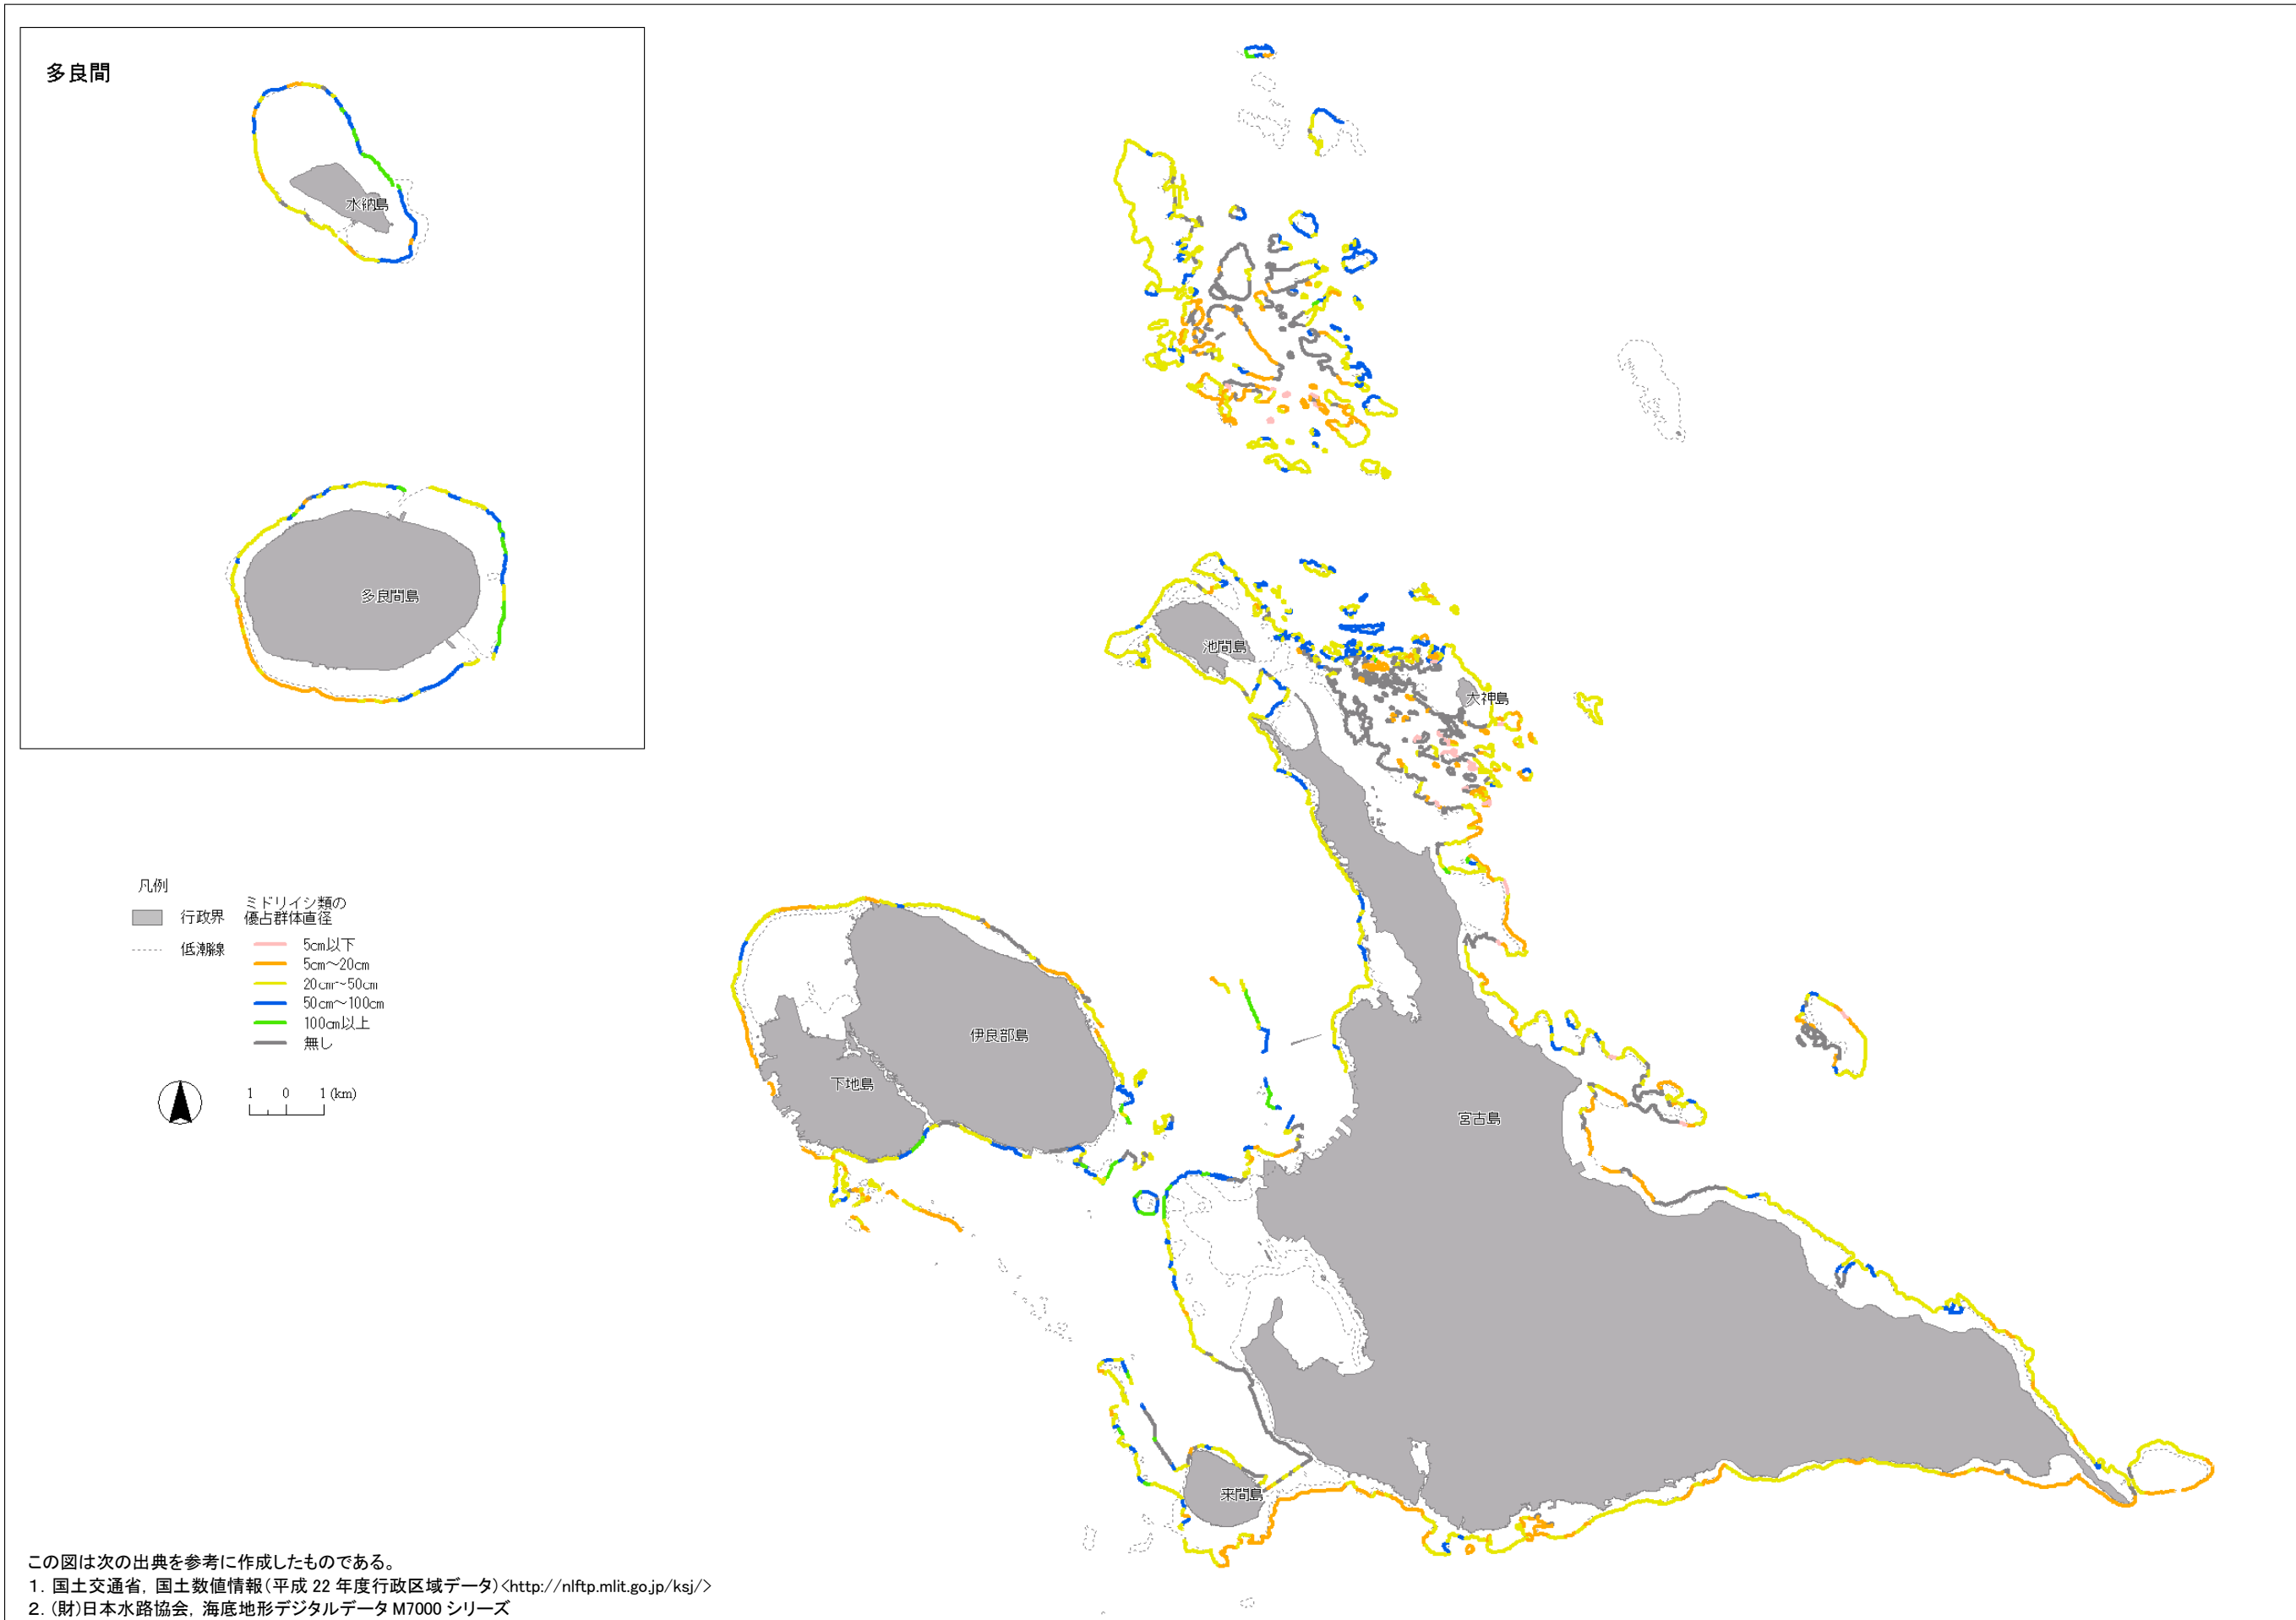 多良間
水納島
多良間島
池間島
大神島
伊良部島
下地島
宮古島
来間島
凡例
行政界
低潮線
ミドリイシ類の
優占群体直径
5cm以下
5cm～20cm
20cm～50cm
50cm～100cm
100cm以上
無し
1 0 1 (km)
この図は次の出典を参考に作成したものである。
1. 国土交通省, 国土数値情報(平成 22 年度行政区域データ)<http://nlftp.mlit.go.jp/ksj/>
2. (財)日本水路協会, 海底地形デジタルデータ M7000 シリーズ